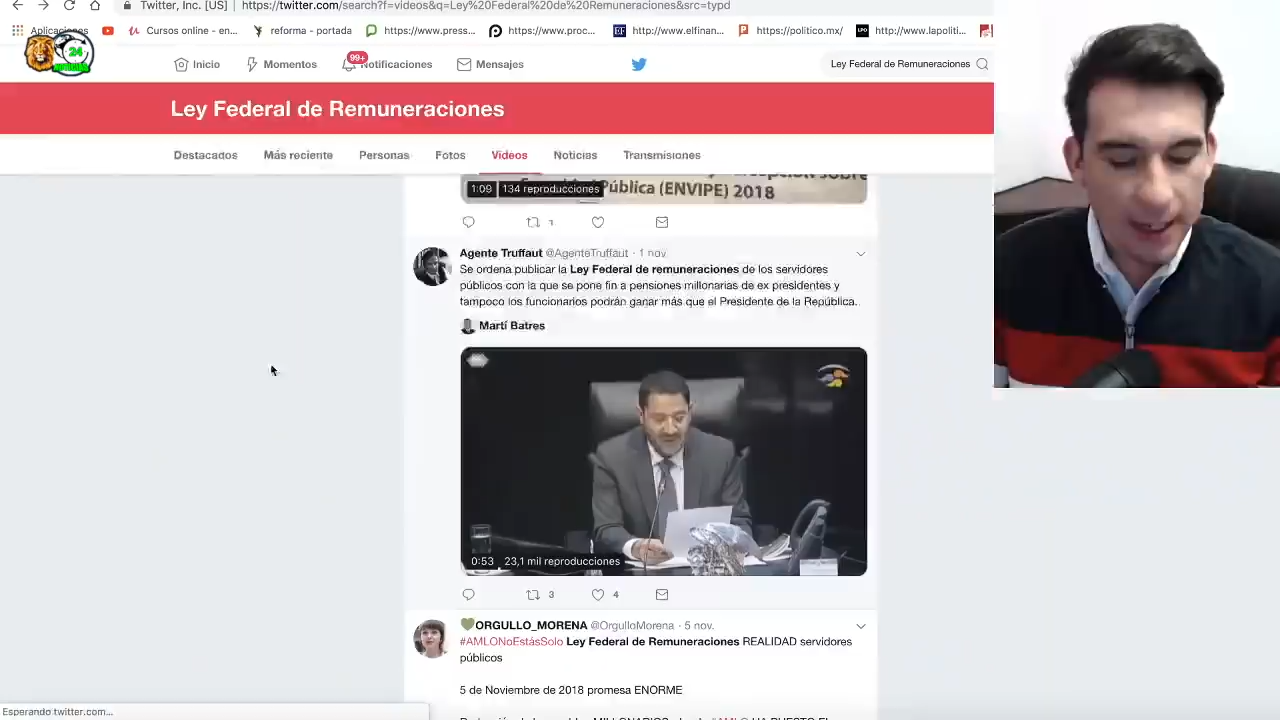 Twitter, Inc. [US] https://twitter.com/search?f=videos&q=Ley%20Federal%20de%20Remuneraciones&src=typd
Aplicaciones Cursos online - en... reforma - portada https://www.press... https://www.proc... http://www.elfinan... https://politico.mx/ http://www.lapoliti...
24
NOTICIAS
Inicio Momentos 99+ Notificaciones Mensajes Ley Federal de Remuneraciones
Ley Federal de Remuneraciones
Destacados Más reciente Personas Fotos Videos Noticias Transmisiones
sobre
1:09 134 reproducciones Pública (ENVIPE) 2018
1
Agente Truffaut @AgenteTruffaut · 1 nov.
Se ordena publicar la Ley Federal de remuneraciones de los servidores
públicos con la que se pone fin a pensiones millonarias de ex presidentes y
tampoco los funcionarios podrán ganar más que el Presidente de la República.
Martí Batres
0:53 23,1 mil reproducciones
3 4
ORGULLO_MORENA @OrgulloMorena · 5 nov.
#AMLONoEstásSolo Ley Federal de Remuneraciones REALIDAD servidores
públicos
5 de Noviembre de 2018 promesa ENORME
Esperando twitter.com...